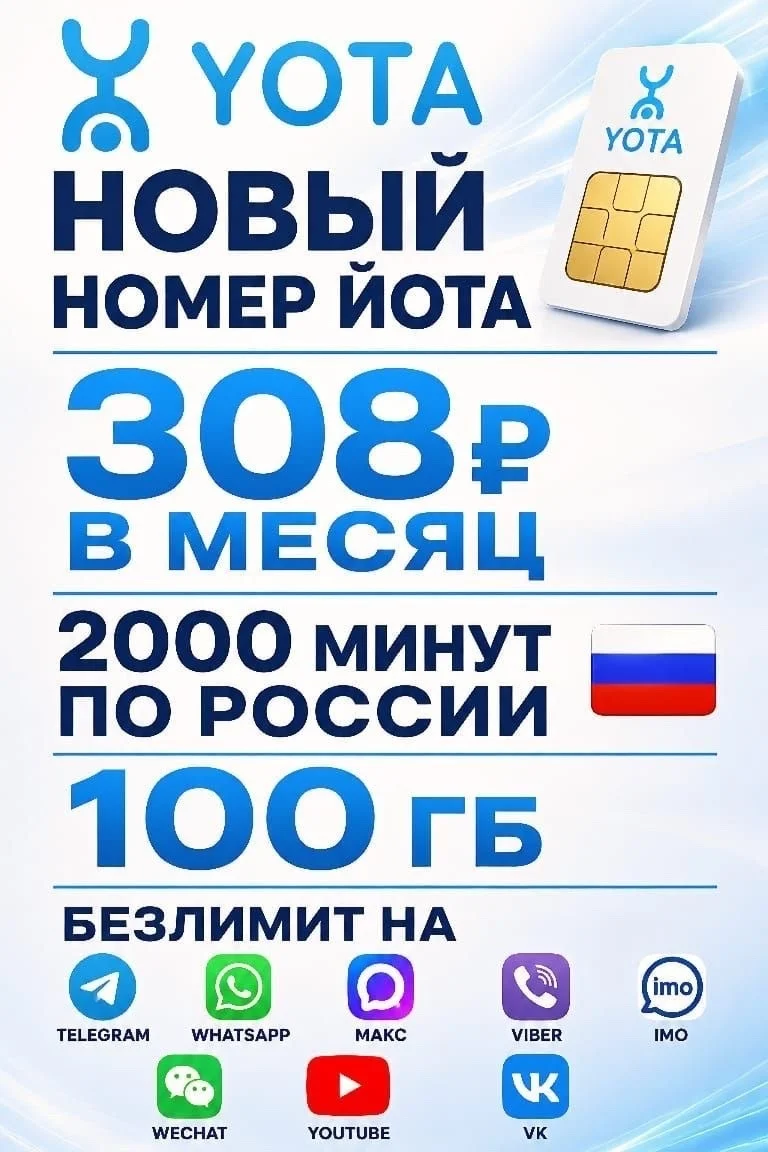 YOTA
YOTA
НОВЫЙ
НОМЕР ЙОТА
308₽
В МЕСЯЦ
2000 МИНУТ
ПО РОССИИ
100 ГБ
БЕЗЛИМИТ НА
imo
TELEGRAM WHATSAPP МАКС VIBER IMO
WECHAT YOUTUBE VK